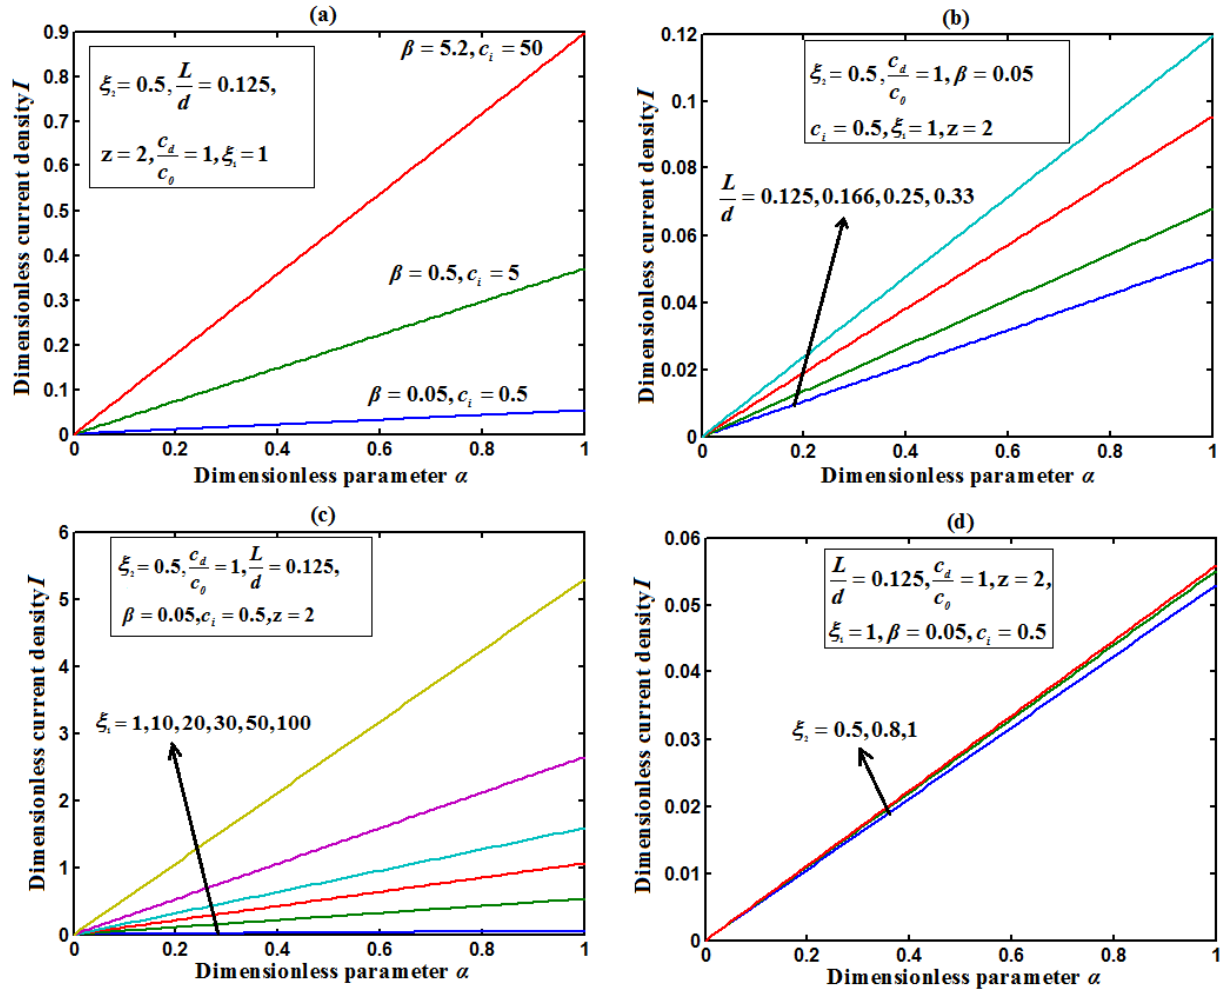 (a)
Dimensionless current density I
0.9
0.8
0.7
0.6
0.5
0.4
0.3
0.2
0.1
0
β = 5.2, c_i = 50
ξ₂ = 0.5, L/d = 0.125,
z = 2, c_d/c_0 = 1, ξ₁ = 1
β = 0.5, c_i = 5
β = 0.05, c_i = 0.5
0 0.2 0.4 0.6 0.8 1
Dimensionless parameter α
(b)
Dimensionless current density I
0.12
0.1
0.08
0.06
0.04
0.02
0
ξ₂ = 0.5, c_d/c_0 = 1, β = 0.05
c_i = 0.5, ξ₁ = 1, z = 2
L/d = 0.125, 0.166, 0.25, 0.33
0 0.2 0.4 0.6 0.8 1
Dimensionless parameter α
(c)
Dimensionless current density I
6
5
4
3
2
1
0
ξ₂ = 0.5, c_d/c_0 = 1, L/d = 0.125,
β = 0.05, c_i = 0.5, z = 2
ξ₁ = 1, 10, 20, 30, 50, 100
0 0.2 0.4 0.6 0.8 1
Dimensionless parameter α
(d)
Dimensionless current density I
0.06
0.05
0.04
0.03
0.02
0.01
0
L/d = 0.125, c_d/c_0 = 1, z = 2,
ξ₁ = 1, β = 0.05, c_i = 0.5
ξ₂ = 0.5, 0.8, 1
0 0.2 0.4 0.6 0.8 1
Dimensionless parameter α